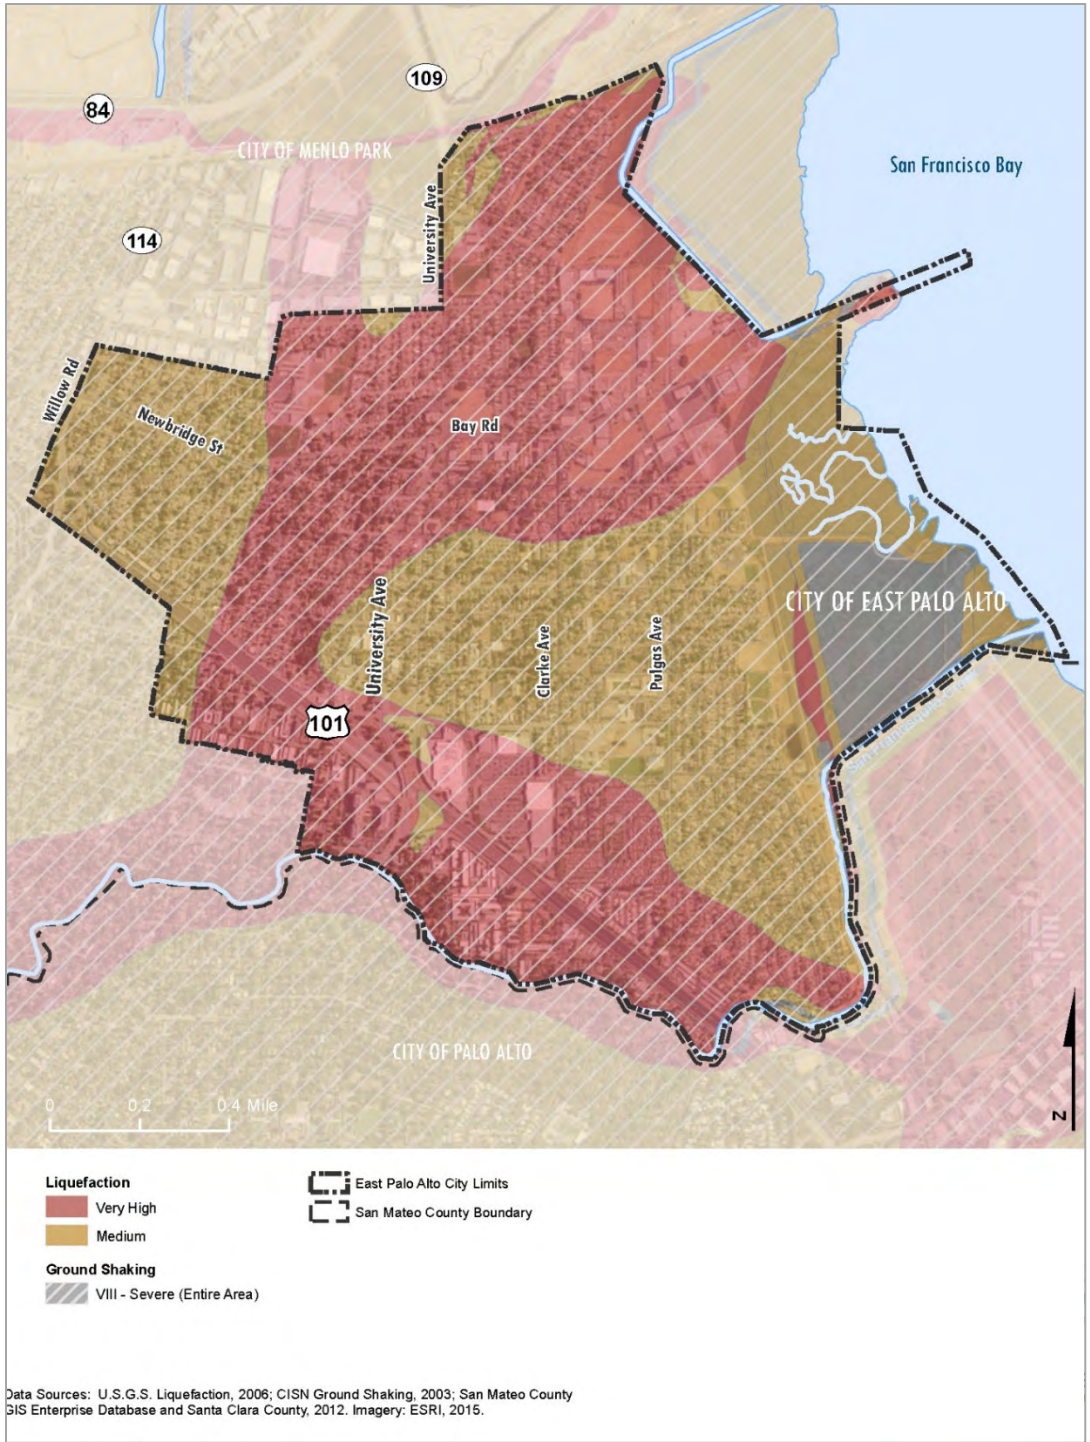 109
84
CITY OF MENLO PARK
San Francisco Bay
University Ave
114
Willow Rd
Newbridge St
Bay Rd
CITY OF EAST PALO ALTO
University Ave
Clarke Ave
Pulgas Ave
101
CITY OF PALO ALTO
0 0.2 0.4 Mile
N
Liquefaction
Very High
Medium
Ground Shaking
VIII - Severe (Entire Area)
East Palo Alto City Limits
San Mateo County Boundary
Data Sources: U.S.G.S. Liquefaction, 2006; CISN Ground Shaking, 2003; San Mateo County
GIS Enterprise Database and Santa Clara County, 2012. Imagery: ESRI, 2015.